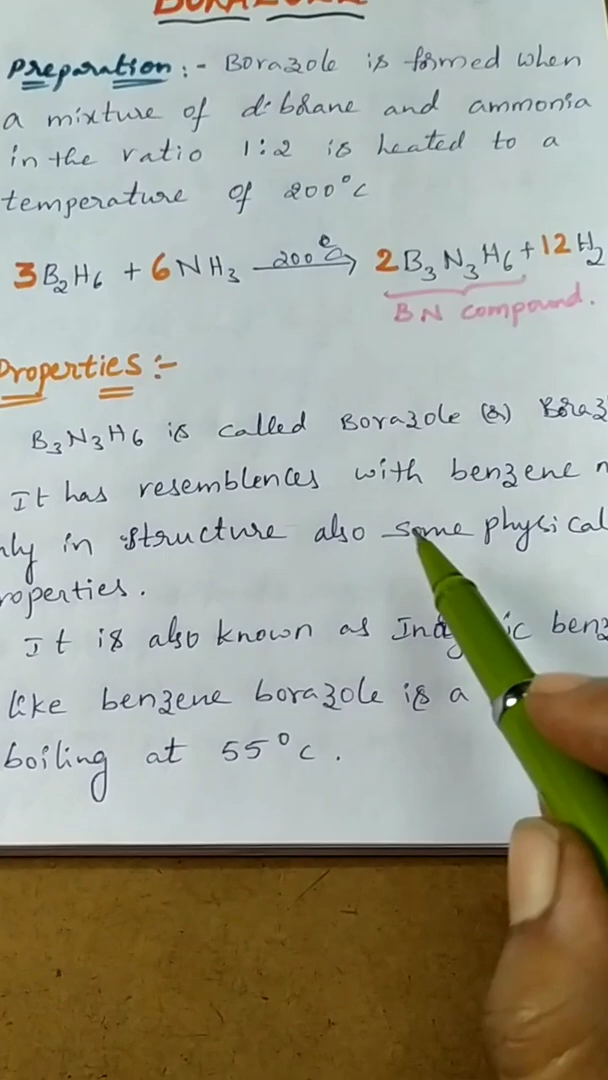 Preparation :- Borazole is formed when
a mixture of diborane and ammonia
in the ratio 1:2 is heated to a
temperature of 200°C
3B2H6 + 6NH3 200°C → 2B3N3H6 + 12H2
BN compound.
Properties :-
B3N3H6 is called Borazole (or)
It has resemblences with benzene
in structure also some physical
It is also known as
like benzene borazole is a
boiling at 55°C.